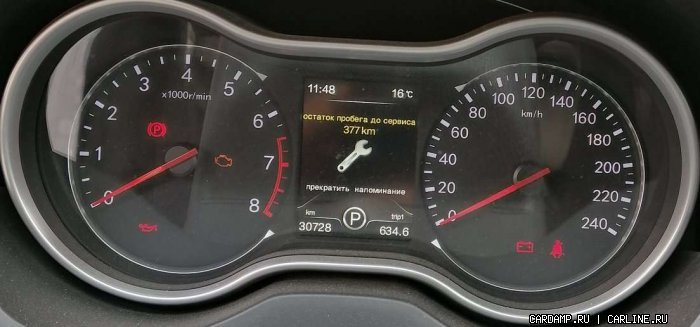 4
3 5
x1000r/min
2 6
1 7
0 8
P
11:48 16°C
остаток пробега до сервиса
377km
прекратить напоминание
km P trip1
30728 634.6
120
100 140
80 km/h 160
60 180
40 200
20 220
0 240
CARDAMP.RU | CARLINE.RU